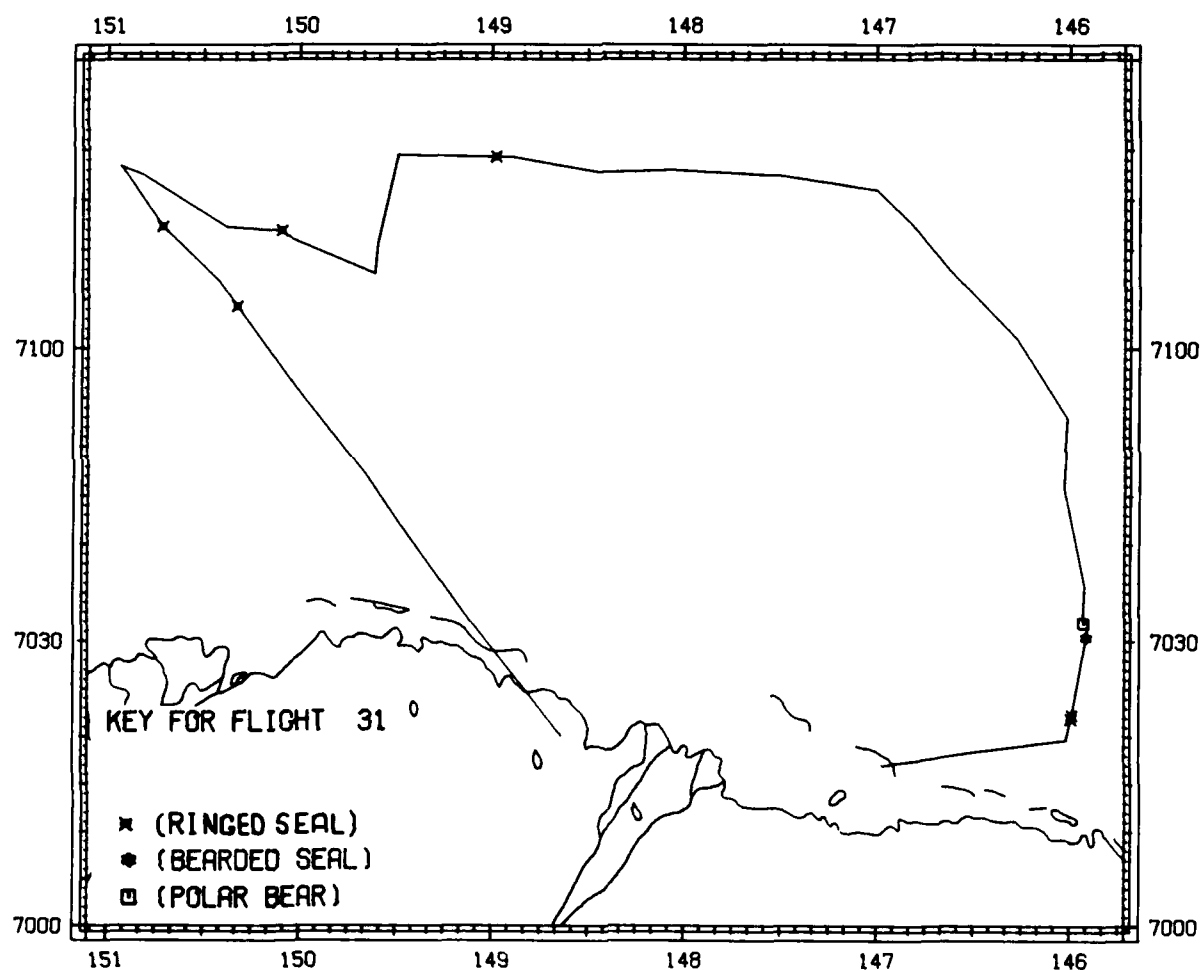 151 150 149 148 147 146
7100 7100
7030 7030
KEY FOR FLIGHT 31
(RINGED SEAL)
(BEARDED SEAL)
(POLAR BEAR)
7000 7000
151 150 149 148 147 146